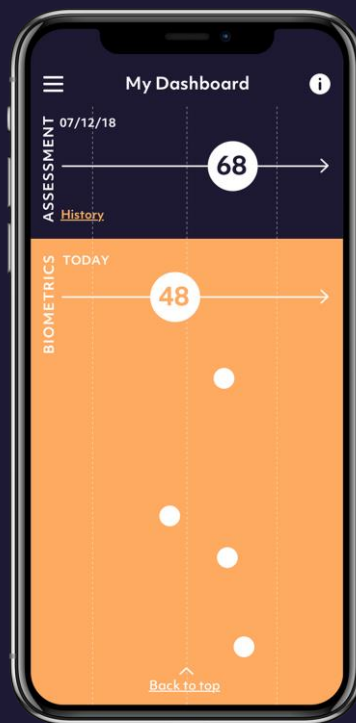 My Dashboard
i
ASSESSMENT
07/12/18
68
History
BIOMETRICS
TODAY
48
Back to top